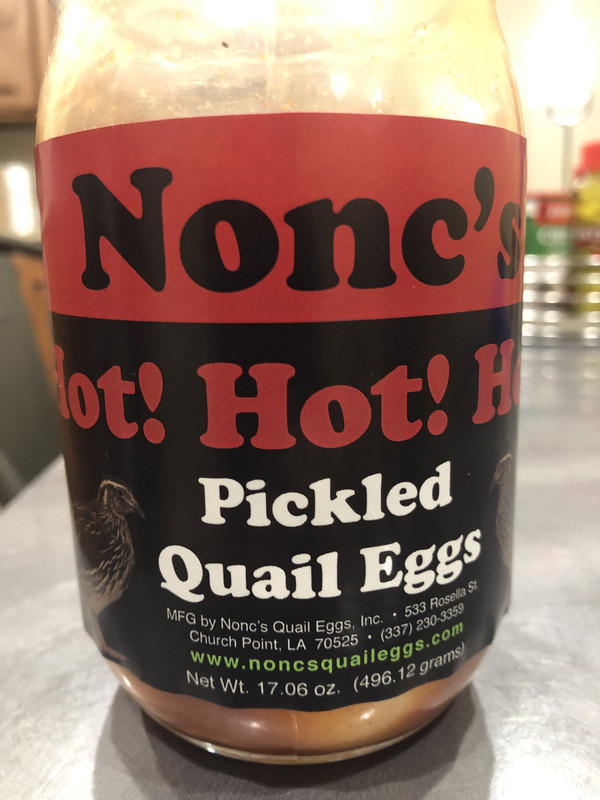 Nonc's
Hot! Hot! Ho
Pickled
Quail Eggs
MFG by Nonc's Quail Eggs, Inc. • 533 Rosella St.
Church Point, LA 70525 • (337) 230-3359
www.noncsquaileggs.com
Net Wt. 17.06 oz. (496.12 grams)